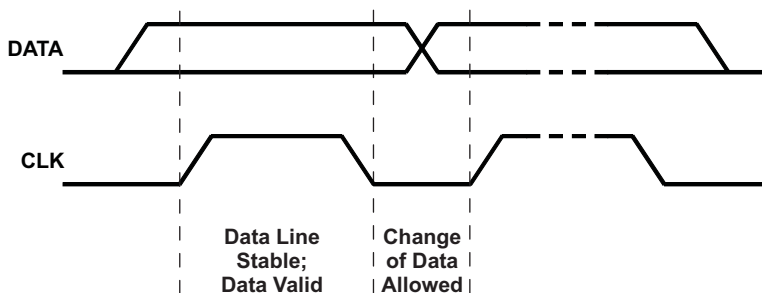 DATA
CLK
Data Line
Stable;
Data Valid
Change
of Data
Allowed